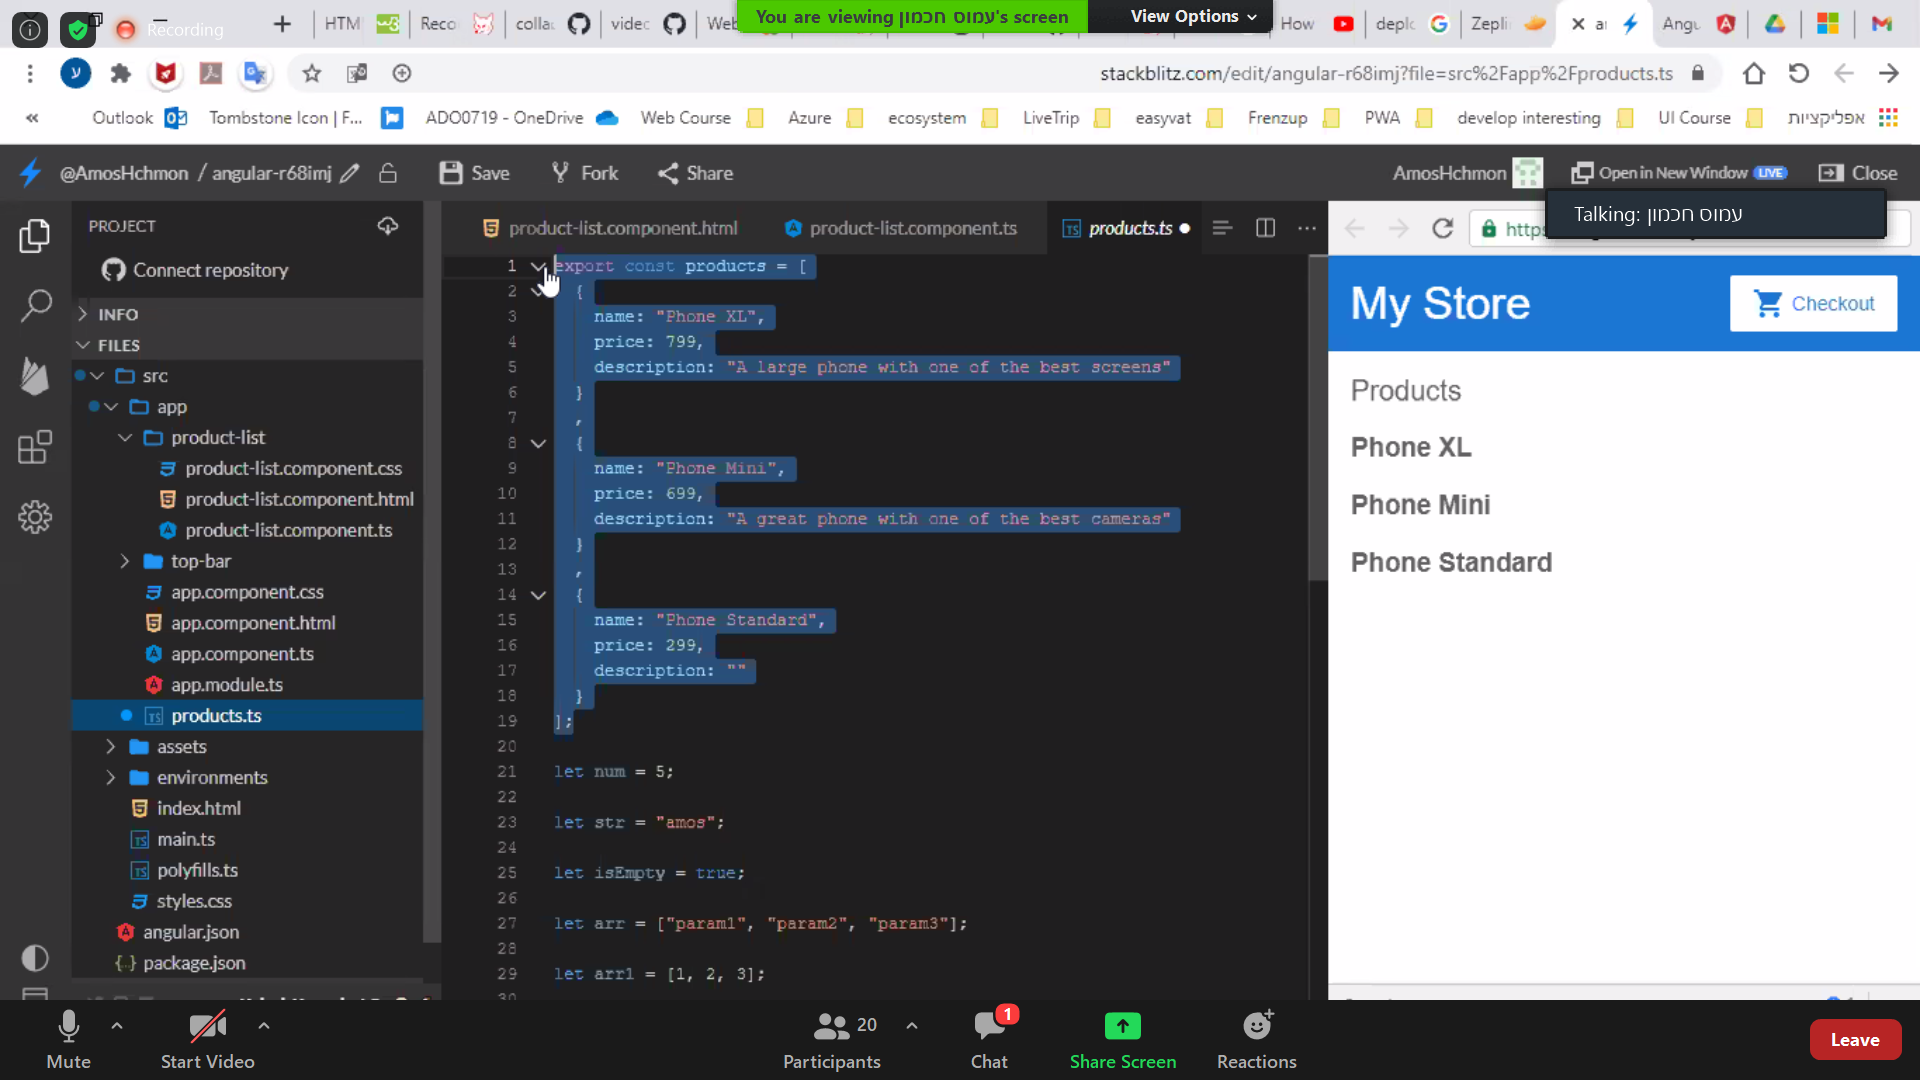 You are viewing עמוס חכמון's screen
View Options
Recording
HTM
Reco
colla
videc
Web
How
deplc
Zeplin
Angu
stackblitz.com/edit/angular-r68imj?file=src%2Fapp%2Fproducts.ts
Outlook
Tombstone Icon | F...
ADO0719 - OneDrive
Web Course
Azure
ecosystem
LiveTrip
easyvat
Frenzup
PWA
develop interesting
UI Course
אפליקציות
@AmosHchmon / angular-r68imj
Save
Fork
Share
AmosHchmon
Open in New Window LIVE
Close
Talking: עמוס חכמון
PROJECT
Connect repository
INFO
FILES
src
app
product-list
product-list.component.css
product-list.component.html
product-list.component.ts
top-bar
app.component.css
app.component.html
app.component.ts
app.module.ts
products.ts
assets
environments
index.html
main.ts
polyfills.ts
styles.css
angular.json
package.json
product-list.component.html
product-list.component.ts
products.ts
1 export const products = [
2 {
3 name: "Phone XL",
4 price: 799,
5 description: "A large phone with one of the best screens"
6 }
7 ,
8 {
9 name: "Phone Mini",
10 price: 699,
11 description: "A great phone with one of the best cameras"
12 }
13 ,
14 {
15 name: "Phone Standard",
16 price: 299,
17 description: ""
18 }
19 ];
20
21 let num = 5;
22
23 let str = "amos";
24
25 let isEmpty = true;
26
27 let arr = ["param1", "param2", "param3"];
28
29 let arr1 = [1, 2, 3];
30
https
My Store
Checkout
Products
Phone XL
Phone Mini
Phone Standard
Mute
Start Video
20
Participants
1
Chat
Share Screen
Reactions
Leave